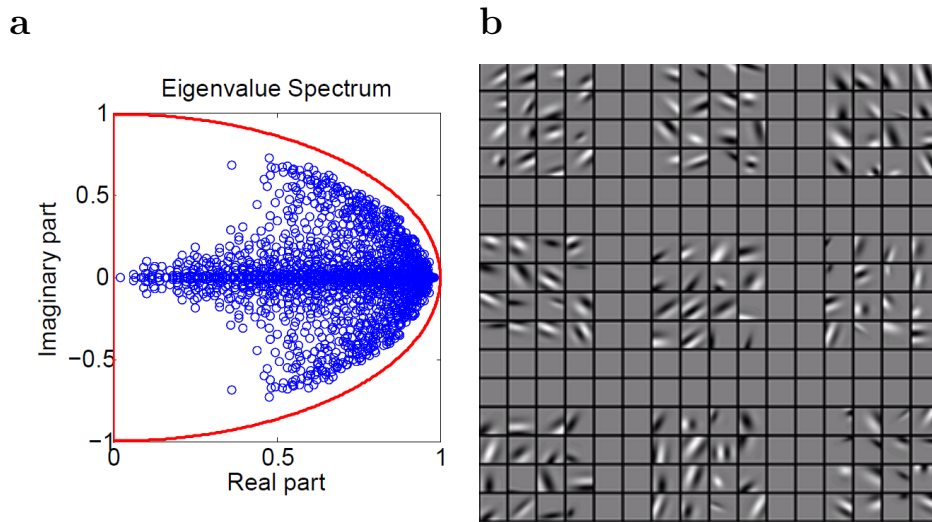 a
b
Eigenvalue Spectrum
1
0.5
0
−0.5
−1
Imaginary part
0 0.5 1
Real part